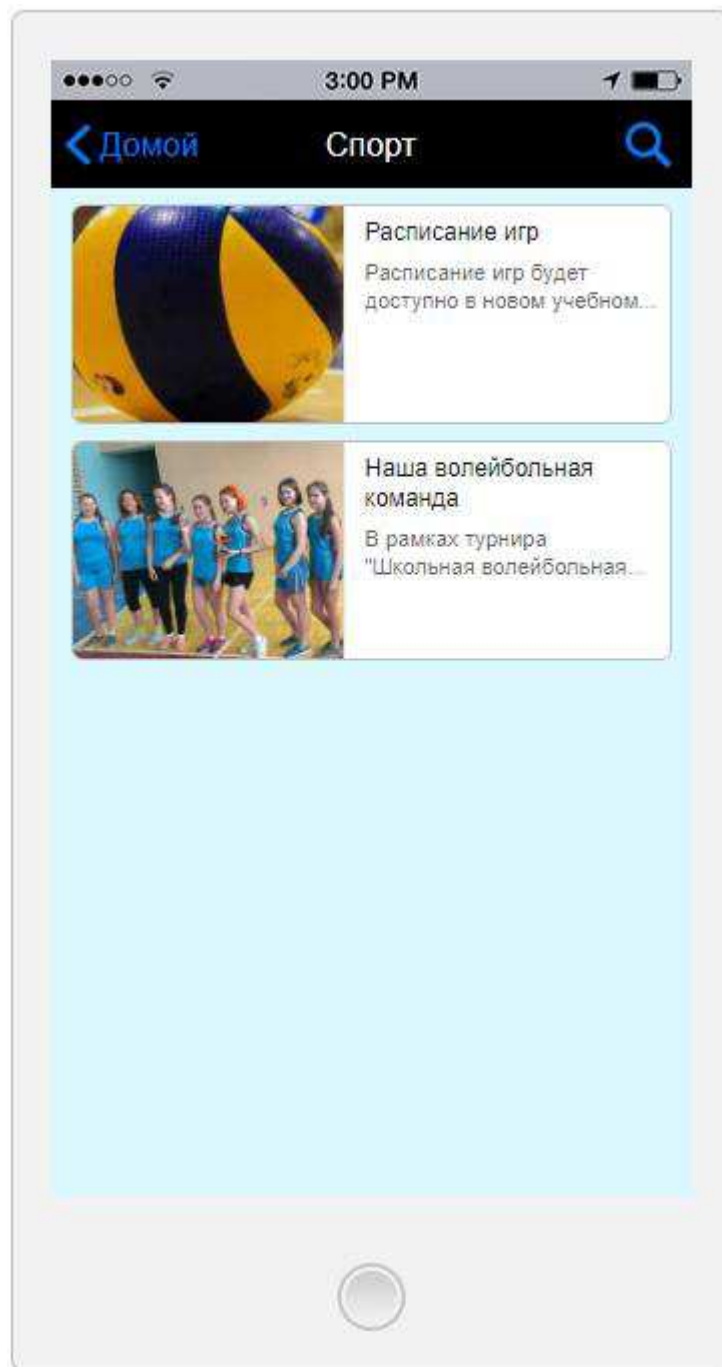 3:00 PM
Домой
Спорт
Расписание игр
Расписание игр будет
доступно в новом учебном...
Наша волейбольная
команда
В рамках турнира
"Школьная волейбольная...